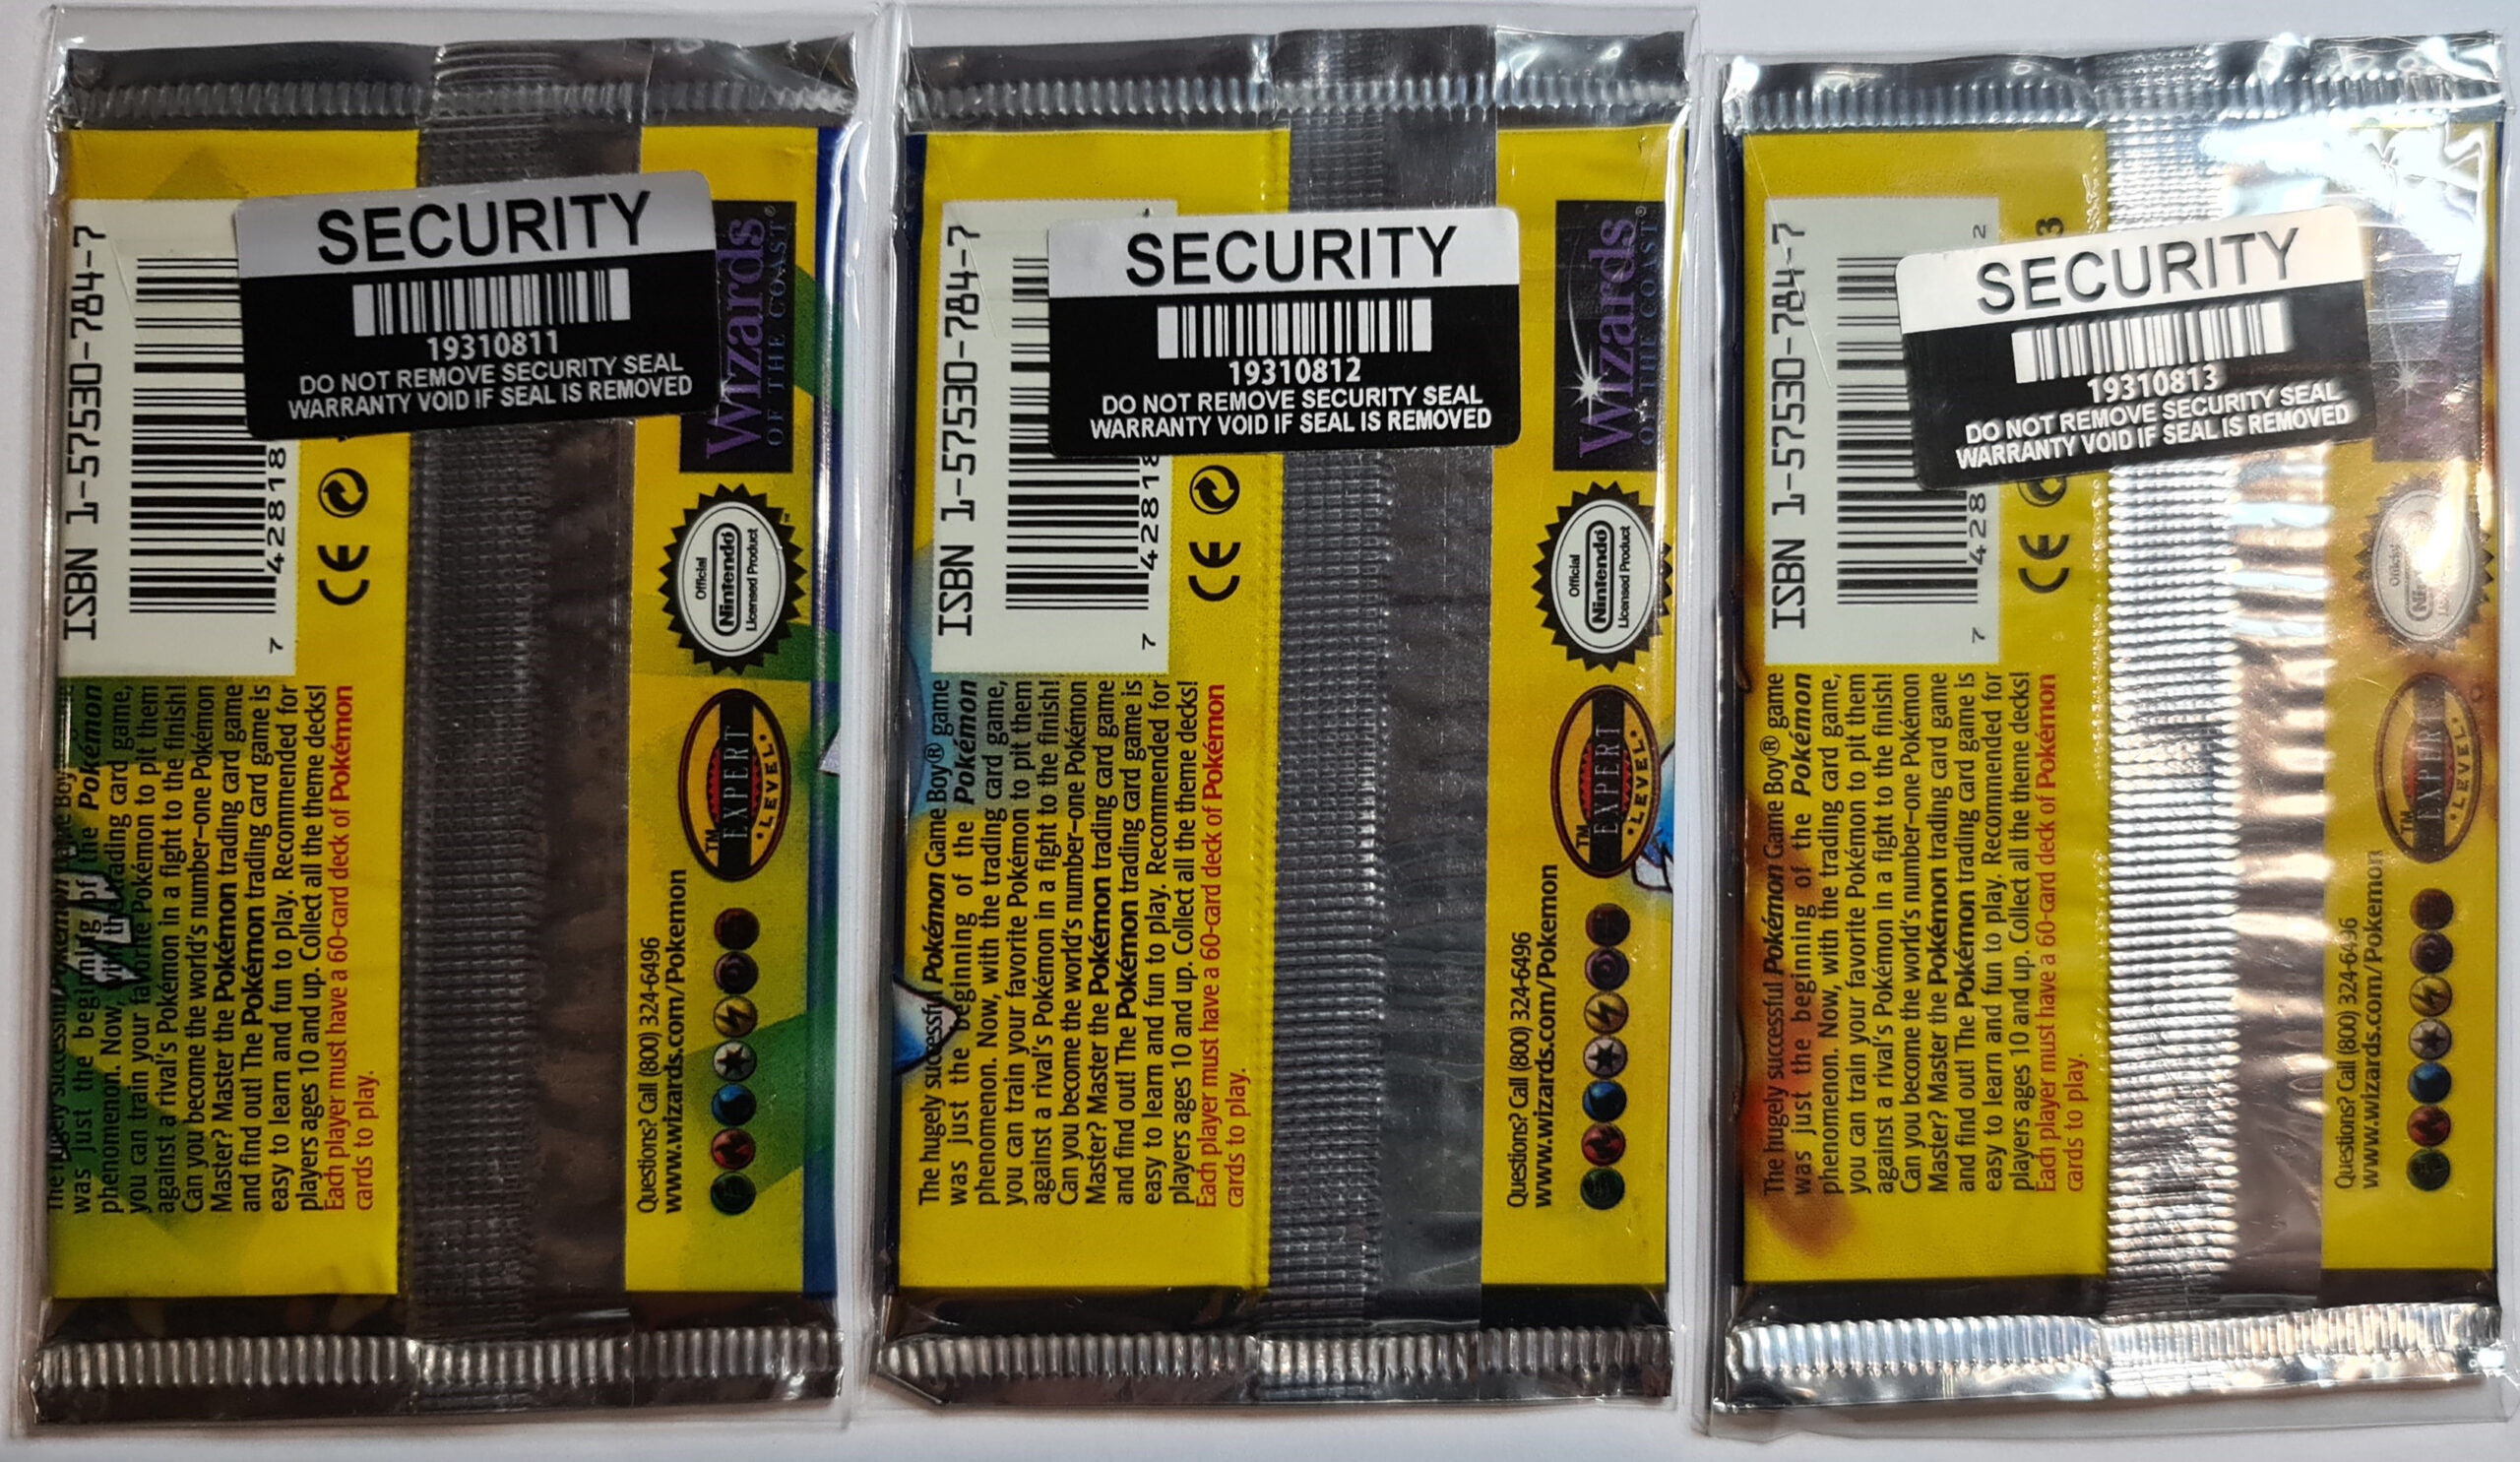 SECURITY
19310811
DO NOT REMOVE SECURITY SEAL
WARRANTY VOID IF SEAL IS REMOVED
ISBN 1-57530-784-7
7 42818
CE
Wizards
OF THE COAST®
Official
Nintendo
Licensed Product
TM
EXPERT
LEVEL
was just the beginning of the Pokémon
phenomenon. Now, with the trading card game,
you can train your favorite Pokémon to pit them
against a rival's Pokémon in a fight to the finish!
Can you become the world's number-one Pokémon
Master? Master the Pokémon trading card game
and find out! The Pokémon trading card game is
easy to learn and fun to play. Recommended for
players ages 10 and up. Collect all the theme decks!
Each player must have a 60-card deck of Pokémon
cards to play.
Questions? Call (800) 324-6496
www.wizards.com/Pokemon
SECURITY
19310812
DO NOT REMOVE SECURITY SEAL
WARRANTY VOID IF SEAL IS REMOVED
ISBN 1-57530-784-7
7 42818
CE
Wizards
OF THE COAST®
Official
Nintendo
Licensed Product
TM
EXPERT
LEVEL
The hugely successful Pokémon Game Boy® game
was just the beginning of the Pokémon
phenomenon. Now, with the trading card game,
you can train your favorite Pokémon to pit them
against a rival's Pokémon in a fight to the finish!
Can you become the world's number-one Pokémon
Master? Master the Pokémon trading card game
and find out! The Pokémon trading card game is
easy to learn and fun to play. Recommended for
players ages 10 and up. Collect all the theme decks!
Each player must have a 60-card deck of Pokémon
cards to play.
Questions? Call (800) 324-6496
www.wizards.com/Pokemon
SECURITY
19310813
DO NOT REMOVE SECURITY SEAL
WARRANTY VOID IF SEAL IS REMOVED
ISBN 1-57530-784-7
7 428 2
3
CE
Official
TM
EXPERT
LEVEL
The hugely successful Pokémon Game Boy® game
was just the beginning of the Pokémon
phenomenon. Now, with the trading card game,
you can train your favorite Pokémon to pit them
against a rival's Pokémon in a fight to the finish!
Can you become the world's number-one Pokémon
Master? Master the Pokémon trading card game
and find out! The Pokémon trading card game is
easy to learn and fun to play. Recommended for
players ages 10 and up. Collect all the theme decks!
Each player must have a 60-card deck of Pokémon
cards to play.
Questions? Call (800) 324-6496
www.wizards.com/Pokemon